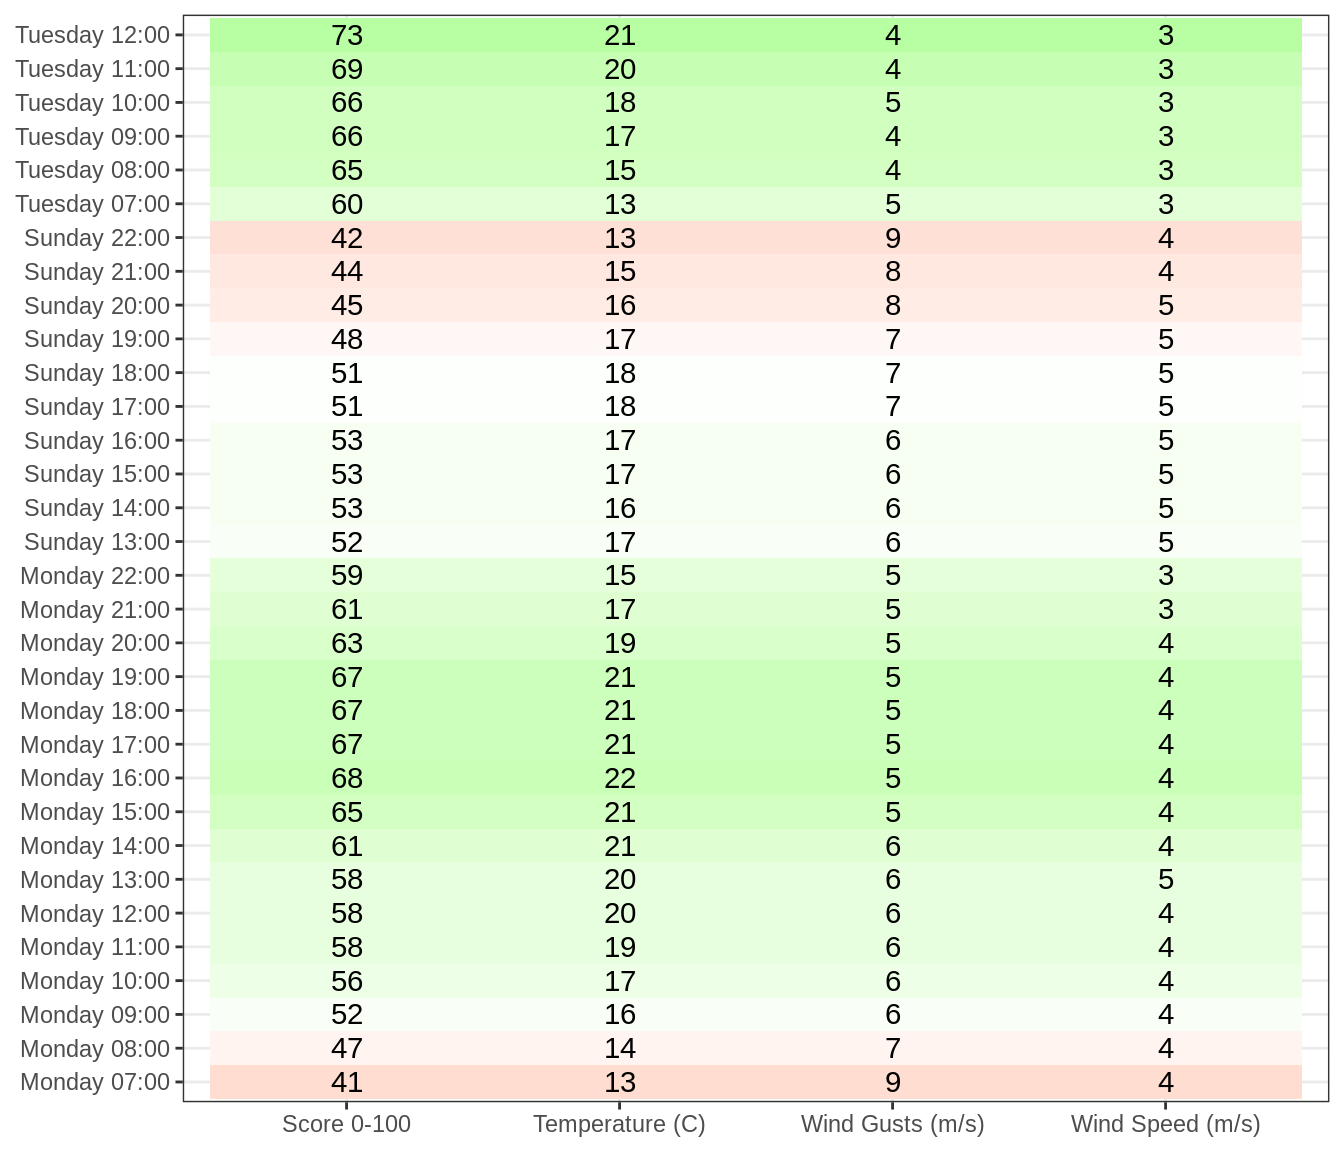 Tuesday 12:00 73 21 4 3
Tuesday 11:00 69 20 4 3
Tuesday 10:00 66 18 5 3
Tuesday 09:00 66 17 4 3
Tuesday 08:00 65 15 4 3
Tuesday 07:00 60 13 5 3
Sunday 22:00 42 13 9 4
Sunday 21:00 44 15 8 4
Sunday 20:00 45 16 8 5
Sunday 19:00 48 17 7 5
Sunday 18:00 51 18 7 5
Sunday 17:00 51 18 7 5
Sunday 16:00 53 17 6 5
Sunday 15:00 53 17 6 5
Sunday 14:00 53 16 6 5
Sunday 13:00 52 17 6 5
Monday 22:00 59 15 5 3
Monday 21:00 61 17 5 3
Monday 20:00 63 19 5 4
Monday 19:00 67 21 5 4
Monday 18:00 67 21 5 4
Monday 17:00 67 21 5 4
Monday 16:00 68 22 5 4
Monday 15:00 65 21 5 4
Monday 14:00 61 21 6 4
Monday 13:00 58 20 6 5
Monday 12:00 58 20 6 4
Monday 11:00 58 19 6 4
Monday 10:00 56 17 6 4
Monday 09:00 52 16 6 4
Monday 08:00 47 14 7 4
Monday 07:00 41 13 9 4
Score 0-100 Temperature (C) Wind Gusts (m/s) Wind Speed (m/s)